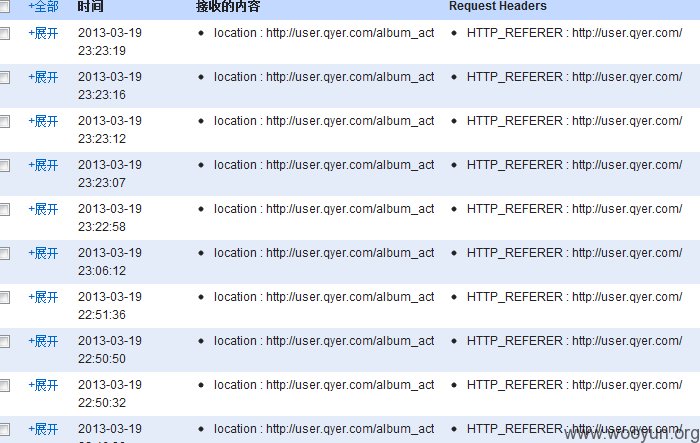 +全部 时间 接收的内容 Request Headers
+展开 2013-03-19 • location : http://user.qyer.com/album_act • HTTP_REFERER : http://user.qyer.com/
23:23:19
+展开 2013-03-19 • location : http://user.qyer.com/album_act • HTTP_REFERER : http://user.qyer.com/
23:23:16
+展开 2013-03-19 • location : http://user.qyer.com/album_act • HTTP_REFERER : http://user.qyer.com/
23:23:12
+展开 2013-03-19 • location : http://user.qyer.com/album_act • HTTP_REFERER : http://user.qyer.com/
23:23:07
+展开 2013-03-19 • location : http://user.qyer.com/album_act • HTTP_REFERER : http://user.qyer.com/
23:22:58
+展开 2013-03-19 • location : http://user.qyer.com/album_act • HTTP_REFERER : http://user.qyer.com/
23:06:12
+展开 2013-03-19 • location : http://user.qyer.com/album_act • HTTP_REFERER : http://user.qyer.com/
22:51:36
+展开 2013-03-19 • location : http://user.qyer.com/album_act • HTTP_REFERER : http://user.qyer.com/
22:50:50
+展开 2013-03-19 • location : http://user.qyer.com/album_act • HTTP_REFERER : http://user.qyer.com/
22:50:32
+展开 2013-03-19 • location : http://user.qyer.com/album_act • HTTP_REFERER : http://user.qyer.com/
www.wooyun.org